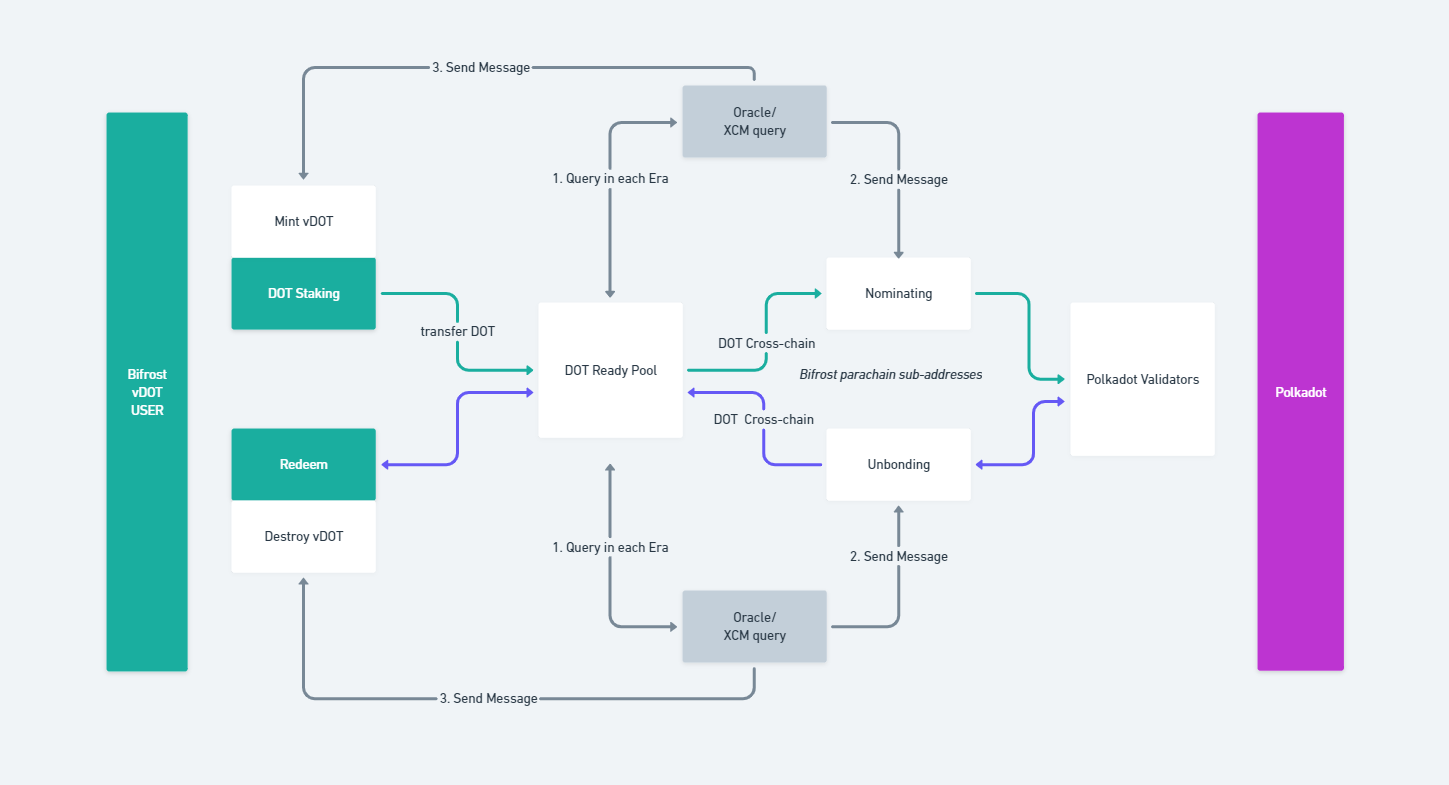 3. Send Message
Oracle/
XCM query
1. Query in each Era
2. Send Message
Mint vDOT
DOT Staking
transfer DOT
Nominating
DOT Cross-chain
DOT Ready Pool
Bifrost parachain sub-addresses
Polkadot Validators
Bifrost
vDOT
USER
Polkadot
DOT  Cross-chain
Redeem
Unbonding
Destroy vDOT
1. Query in each Era
2. Send Message
Oracle/
XCM query
3. Send Message